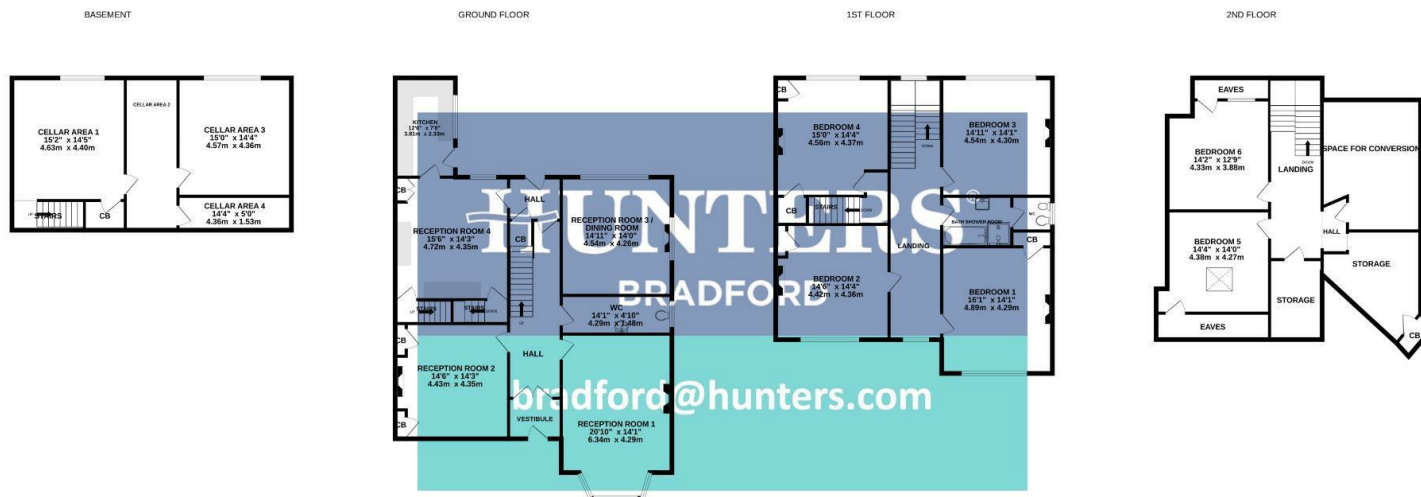 BASEMENT
GROUND FLOOR
1ST FLOOR
2ND FLOOR
CELLAR AREA 1
15'2" x 14'5"
4.63m x 4.40m
CELLAR AREA 2
CELLAR AREA 3
15'0" x 14'4"
4.57m x 4.36m
CELLAR AREA 4
14'4" x 5'0"
4.36m x 1.53m
UP
STAIRS
CB
KITCHEN
12'6" x 7'8"
3.81m x 2.33m
CB
HALL
RECEPTION ROOM 4
15'6" x 14'3"
4.72m x 4.35m
CB
RECEPTION ROOM 3 /
DINING ROOM
14'11" x 14'0"
4.54m x 4.26m
UP
STAIRS
STAIRS
DOWN
UP
WC
14'1" x 4'10"
4.29m x 1.48m
CB
HALL
RECEPTION ROOM 2
14'6" x 14'3"
4.43m x 4.35m
CB
VESTIBULE
RECEPTION ROOM 1
20'10" x 14'1"
6.34m x 4.29m
CB
BEDROOM 4
15'0" x 14'4"
4.56m x 4.37m
DOWN
BEDROOM 3
14'11" x 14'1"
4.54m x 4.30m
CB
STAIRS
DOWN
BATH SHOWER ROOM
WC
CB
LANDING
BEDROOM 2
14'6" x 14'4"
4.42m x 4.36m
BEDROOM 1
16'1" x 14'1"
4.89m x 4.29m
EAVES
BEDROOM 6
14'2" x 12'9"
4.33m x 3.88m
DOWN
LANDING
SPACE FOR CONVERSION
HALL
BEDROOM 5
14'4" x 14'0"
4.38m x 4.27m
STORAGE
STORAGE
EAVES
CB
HUNTERS®
BRADFORD
bradford@hunters.com